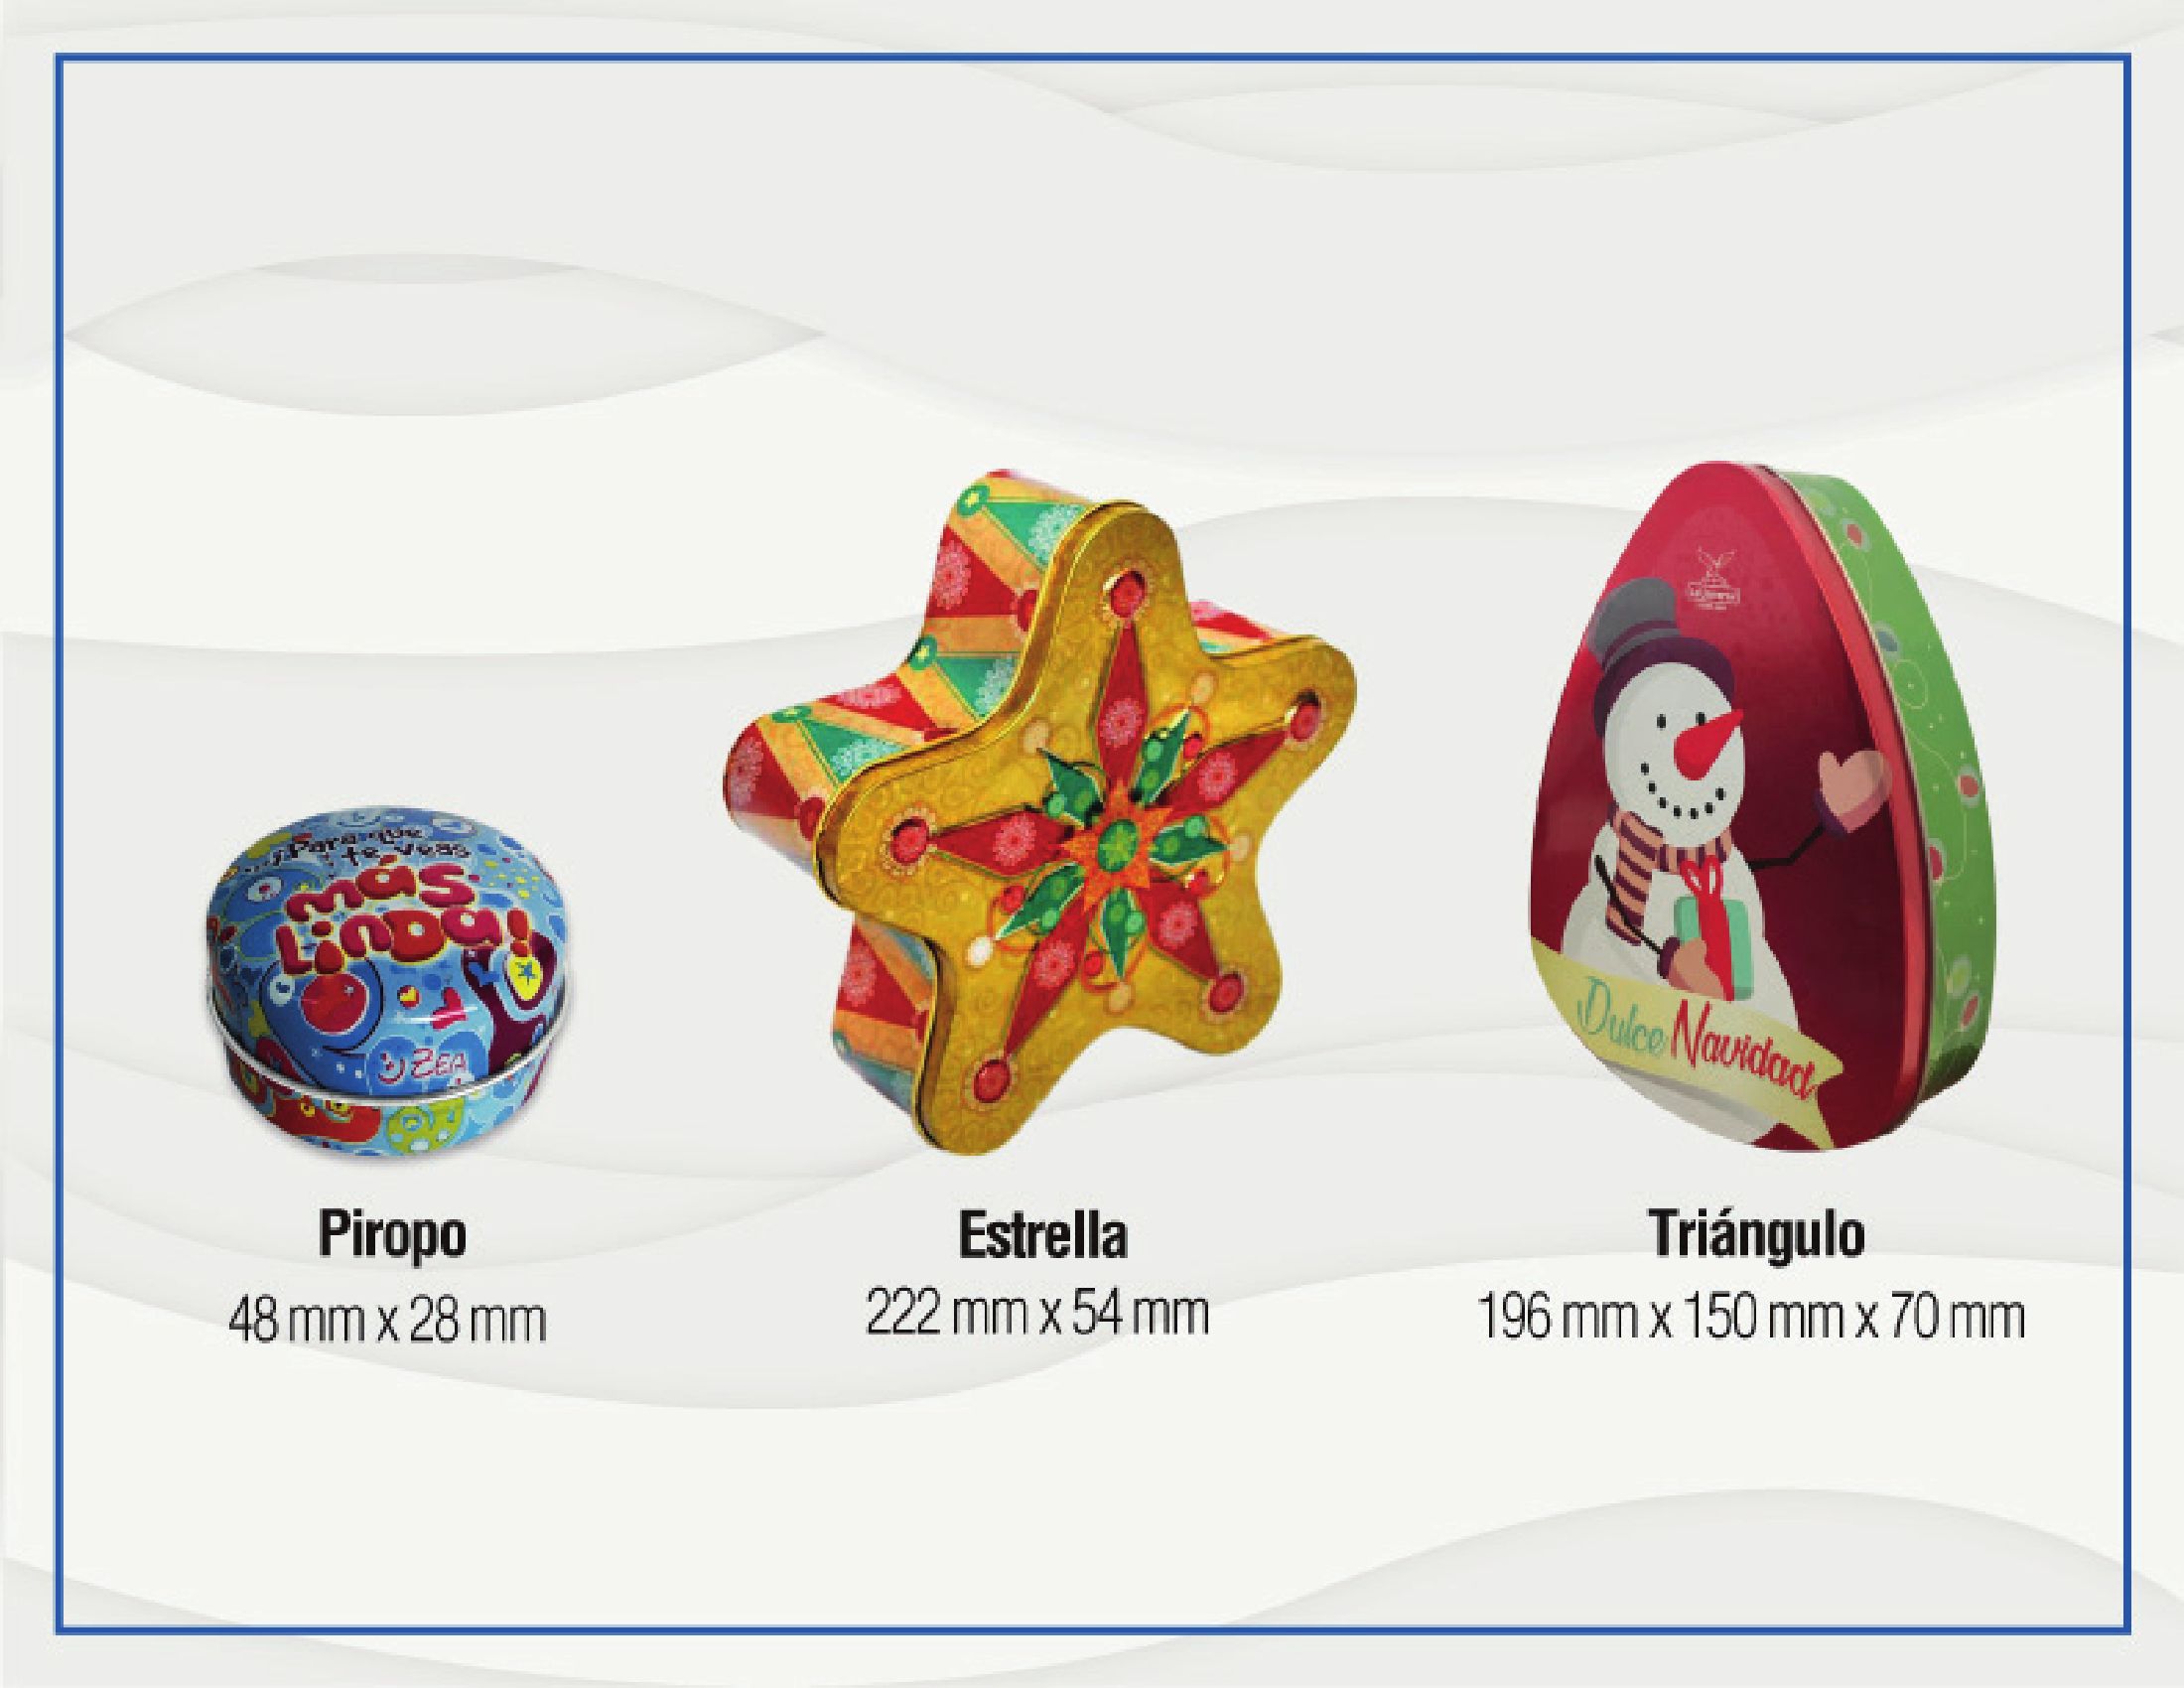 Para que
te veas
más
Linda!
ZEA
Dulce Navidad
Piropo
48 mm x 28 mm
Estrella
222 mm x 54 mm
Triángulo
196 mm x 150 mm x 70 mm